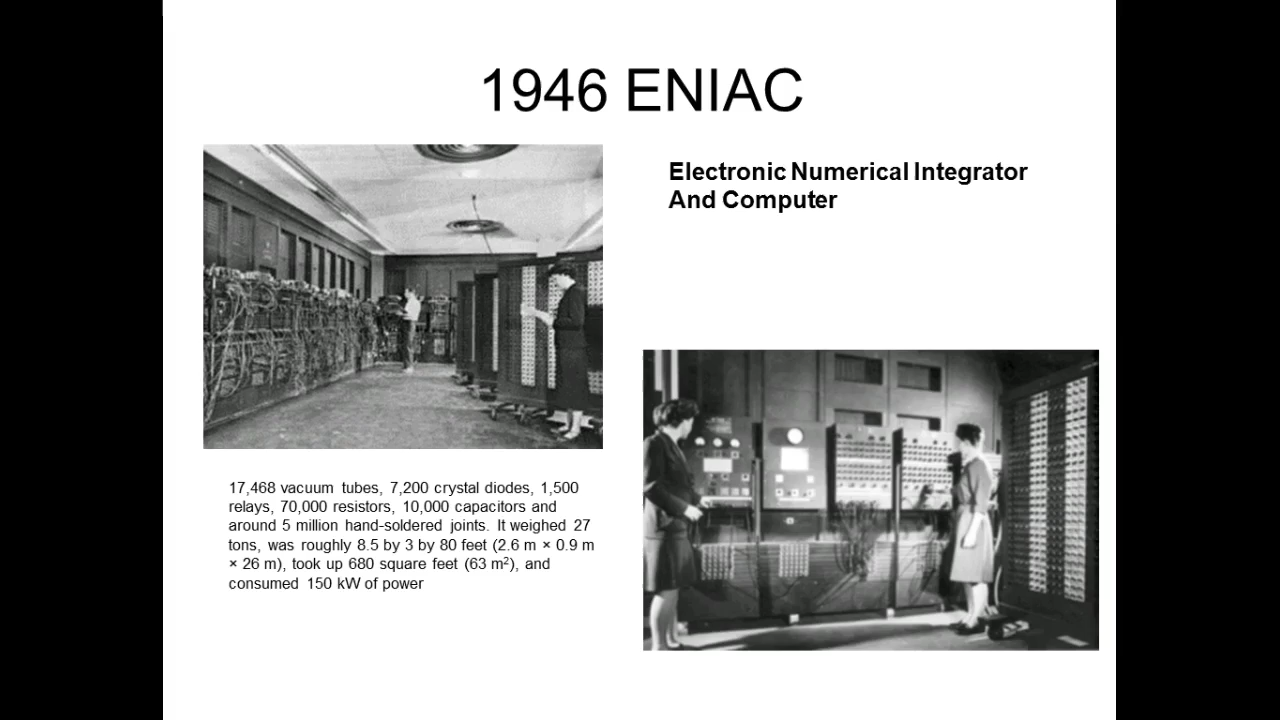 1946 ENIAC
Electronic Numerical Integrator
And Computer
17,468 vacuum tubes, 7,200 crystal diodes, 1,500
relays, 70,000 resistors, 10,000 capacitors and
around 5 million hand-soldered joints. It weighed 27
tons, was roughly 8.5 by 3 by 80 feet (2.6 m × 0.9 m
× 26 m), took up 680 square feet (63 m²), and
consumed 150 kW of power